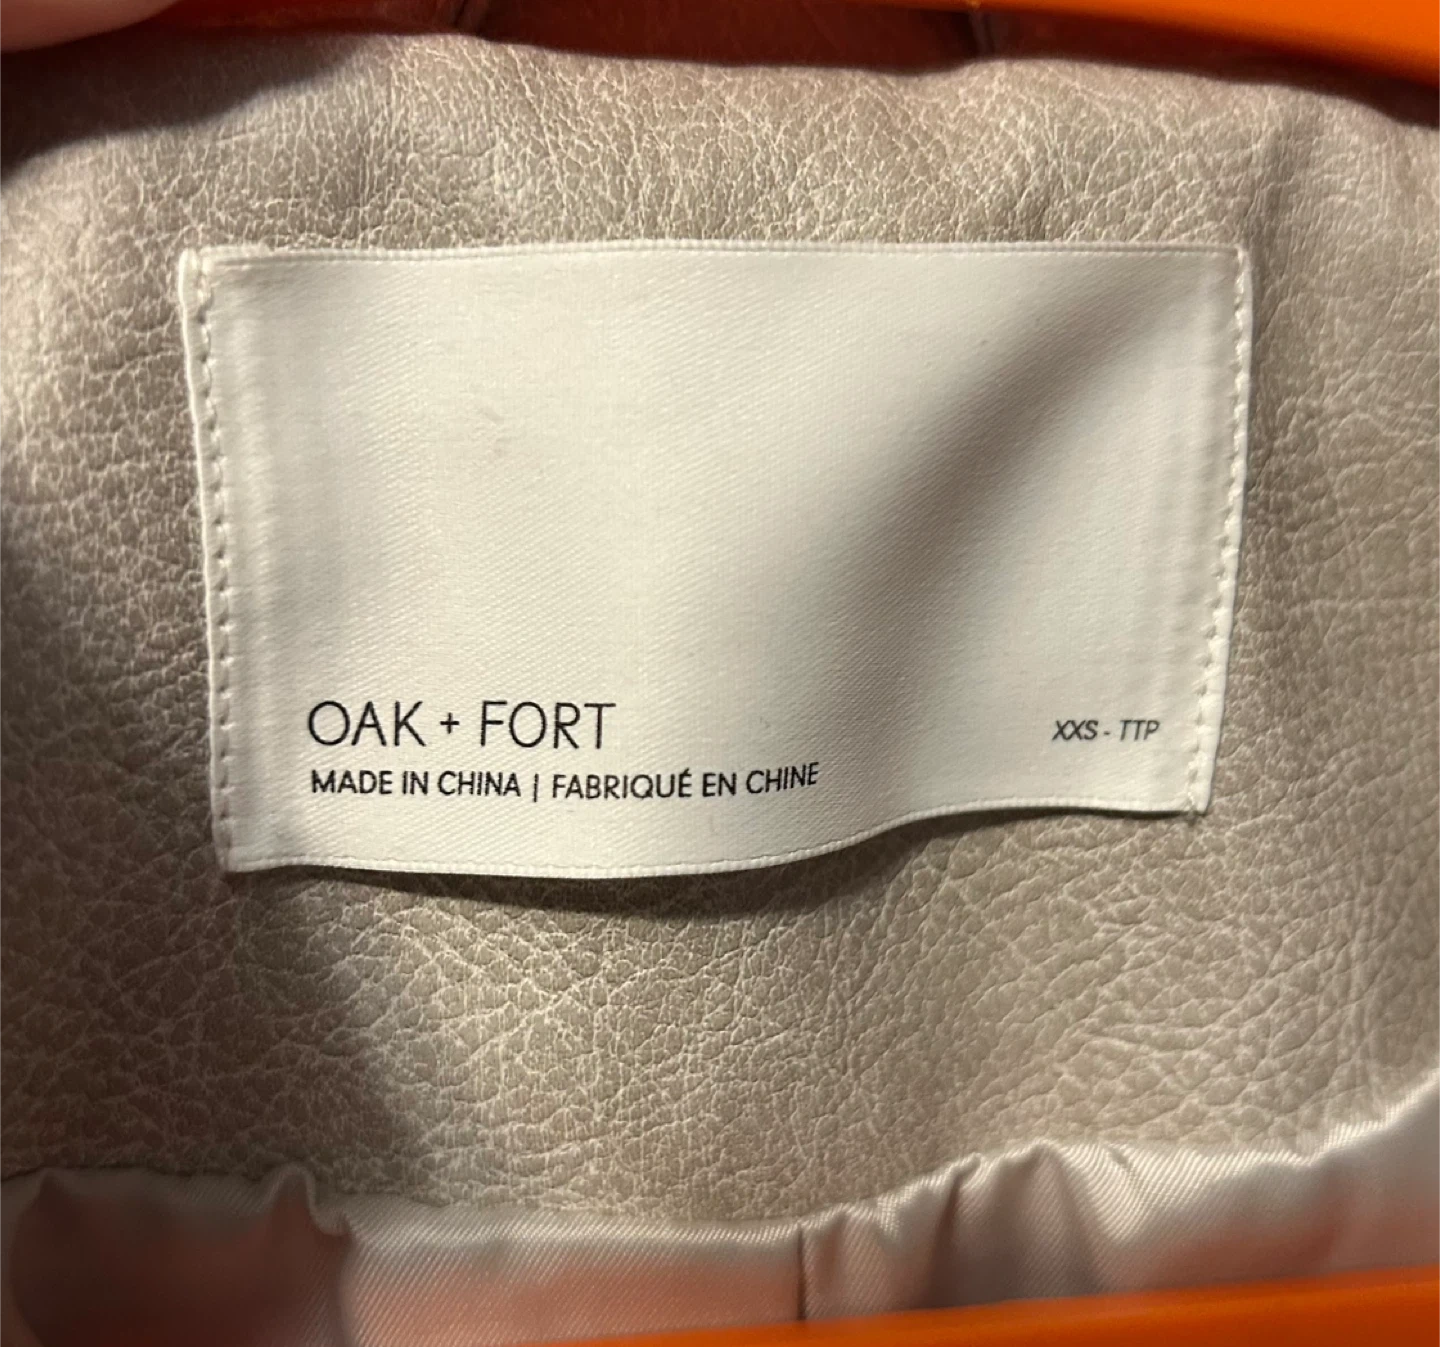 OAK + FORT
XXS - TTP
MADE IN CHINA | FABRIQUÉ EN CHINE